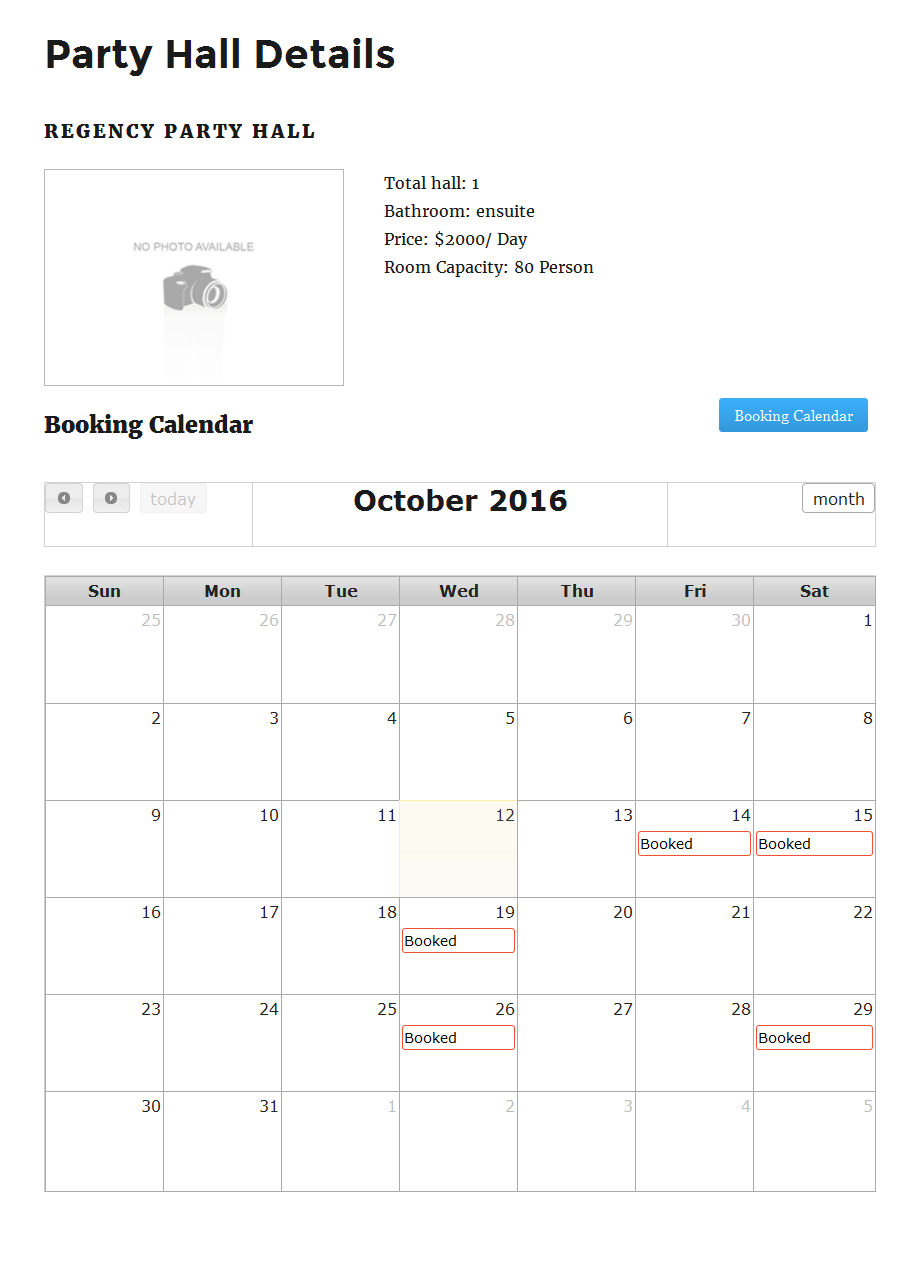 Party Hall Details
REGENCY PARTY HALL
NO PHOTO AVAILABLE
Total hall: 1
Bathroom: ensuite
Price: $2000/ Day
Room Capacity: 80 Person
Booking Calendar
Booking Calendar
today
October 2016
month
Sun Mon Tue Wed Thu Fri Sat
25 26 27 28 29 30 1
2 3 4 5 6 7 8
9 10 11 12 13 14 15
Booked Booked
16 17 18 19 20 21 22
Booked
23 24 25 26 27 28 29
Booked Booked
30 31 1 2 3 4 5